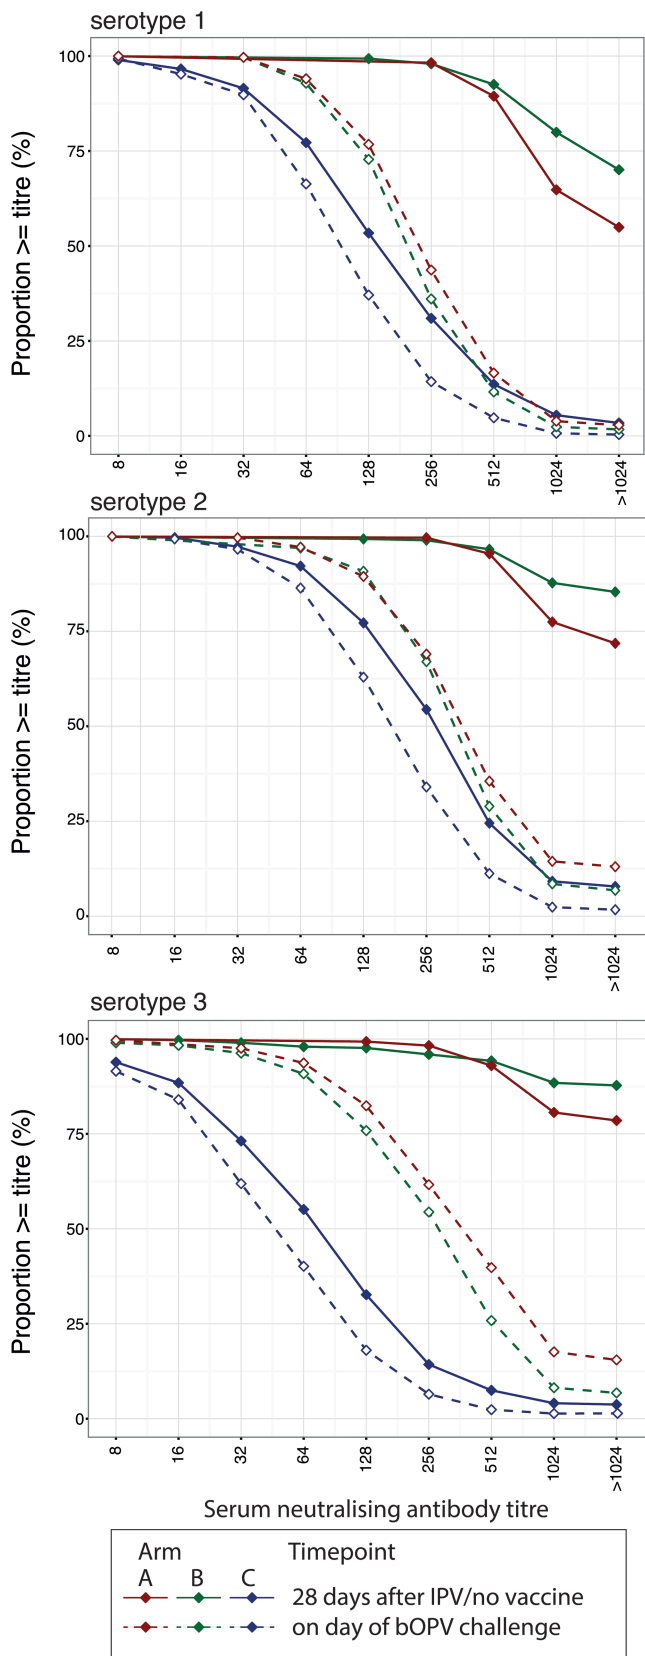 serotype 1
Proportion >= titre (%)
100
75
50
25
0
8 16 32 64 128 256 512 1024 >1024
serotype 2
Proportion >= titre (%)
100
75
50
25
0
8 16 32 64 128 256 512 1024 >1024
serotype 3
Proportion >= titre (%)
100
75
50
25
0
8 16 32 64 128 256 512 1024 >1024
Serum neutralising antibody titre
Arm Timepoint
A B C
28 days after IPV/no vaccine
on day of bOPV challenge